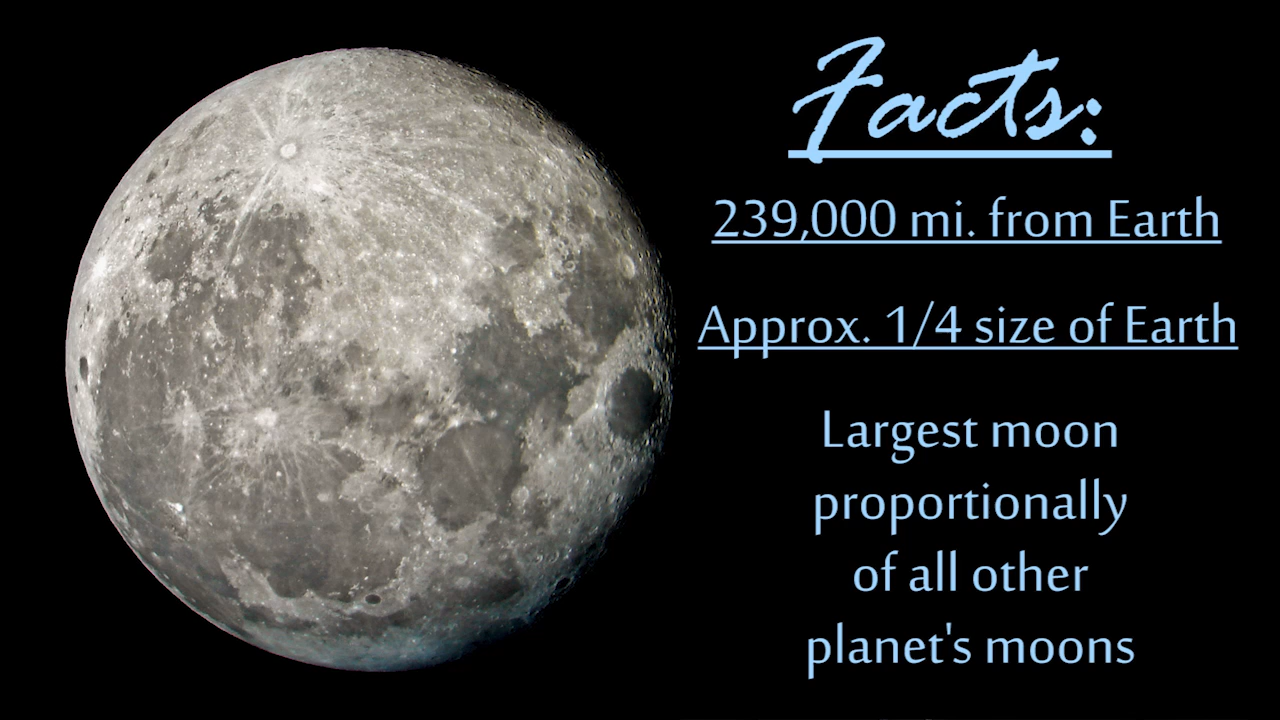 Facts:
239,000 mi. from Earth
Approx. 1/4 size of Earth
Largest moon
proportionally
of all other
planet's moons